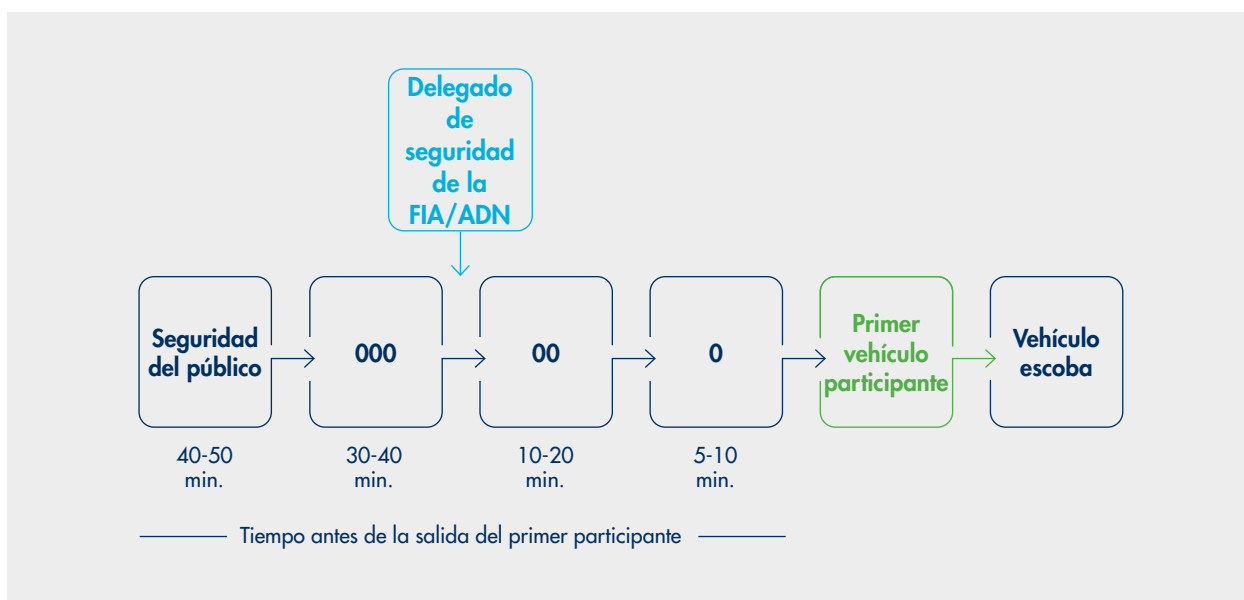 Delegado
de
seguridad
de la
FIA/ADN
Seguridad
del público
000
00
0
Primer
vehículo
participante
Vehículo
escoba
40-50
min.
30-40
min.
10-20
min.
5-10
min.
Tiempo antes de la salida del primer participante